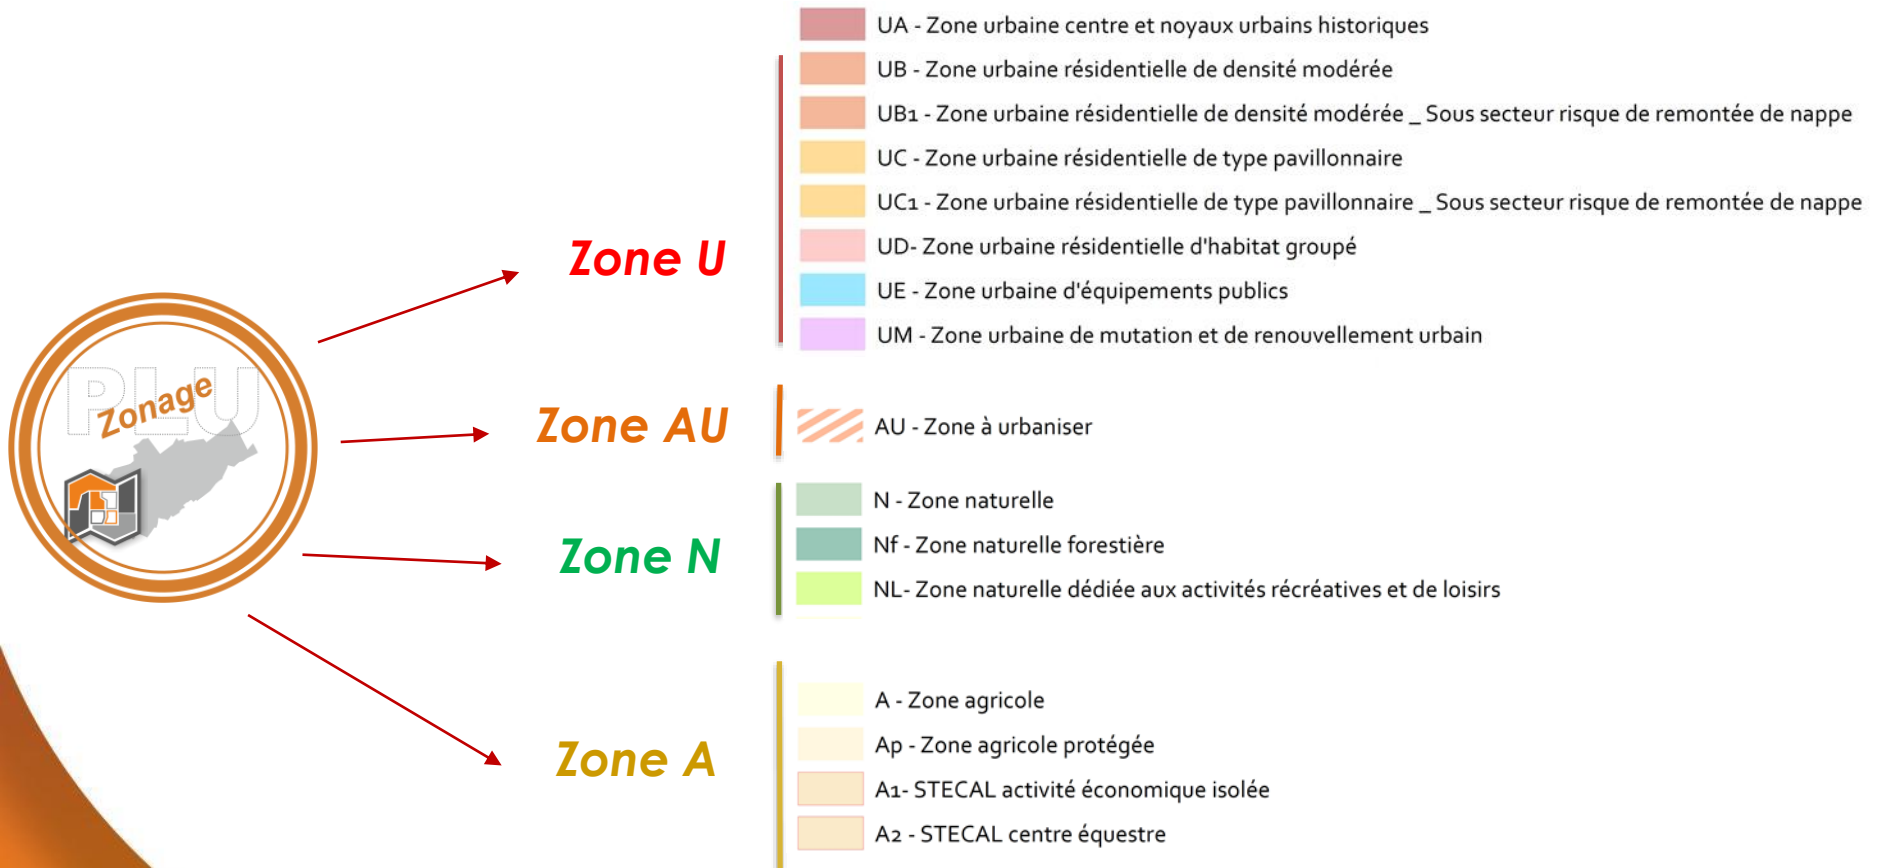 UA - Zone urbaine centre et noyaux urbains historiques
UB - Zone urbaine résidentielle de densité modérée
UB1 - Zone urbaine résidentielle de densité modérée _ Sous secteur risque de remontée de nappe
UC - Zone urbaine résidentielle de type pavillonnaire
UC1 - Zone urbaine résidentielle de type pavillonnaire _ Sous secteur risque de remontée de nappe
Zone U
UD- Zone urbaine résidentielle d'habitat groupé
UE - Zone urbaine d'équipements publics
UM - Zone urbaine de mutation et de renouvellement urbain
PLU
Zonage
Zone AU
AU - Zone à urbaniser
N - Zone naturelle
Zone N
Nf - Zone naturelle forestière
NL- Zone naturelle dédiée aux activités récréatives et de loisirs
A - Zone agricole
Zone A
Ap - Zone agricole protégée
A1- STECAL activité économique isolée
A2 - STECAL centre équestre